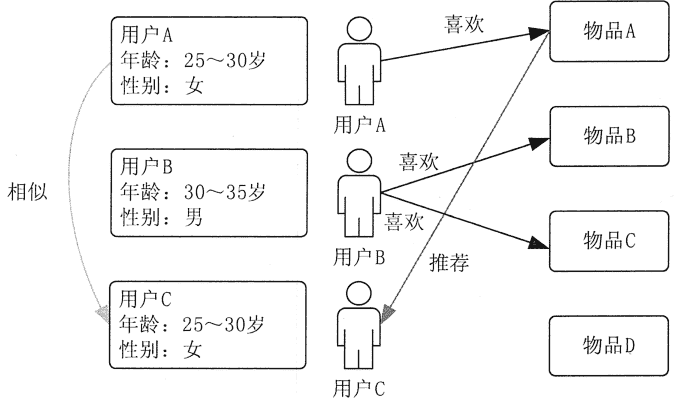 用户A
年龄：25～30岁
性别：女
用户A
喜欢
物品A
用户B
年龄：30～35岁
性别：男
用户B
喜欢
喜欢
物品B
物品C
相似
推荐
用户C
年龄：25～30岁
性别：女
用户C
物品D